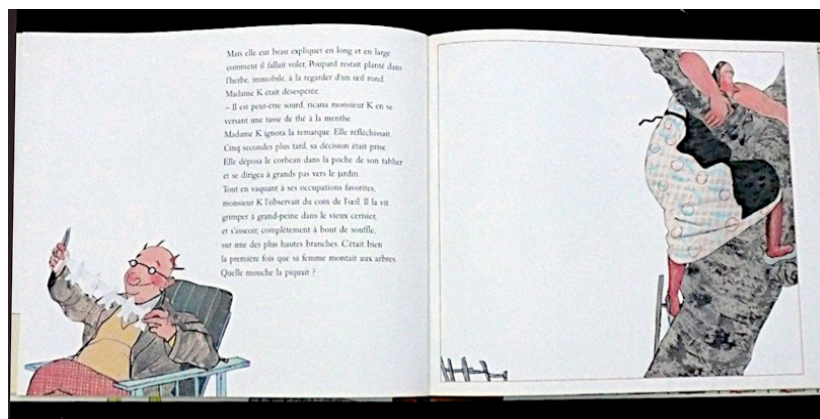 Mais elle eut beau expliquer en long et en large
comment il fallait voler, Poupard restait planté dans
l'herbe, immobile, à la regarder d'un œil rond.
Madame K était désespérée.
– Il est peut-être sourd, ricana monsieur K en se
versant une tasse de thé à la menthe.
Madame K ignora la remarque. Elle réfléchissait.
Cinq secondes plus tard, sa décision était prise.
Elle déposa le corbeau dans la poche de son tablier
et se dirigea à grands pas vers le jardin.
Tout en vaquant à ses occupations favorites,
monsieur K l'observait du coin de l'œil. Il la vit
grimper à grand-peine dans le vieux cerisier,
et s'asseoir, complètement à bout de souffle,
sur une des plus hautes branches. C'était bien
la première fois que sa femme montait aux arbres.
Quelle mouche la piquait ?